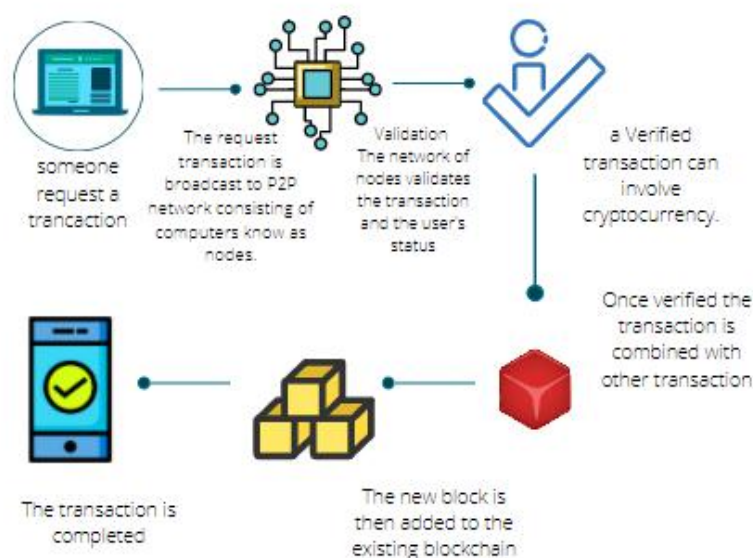 someone
request a
trancaction
The request
transaction is
broadcast to P2P
network consisting of
computers know as
nodes.
Validation
The network of
nodes validates
the transaction
and the user's
status
a Verified
transaction can
involve
cryptocurrency.
Once verified the
transaction is
combined with
other transaction
The new block is
then added to the
existing blockchain
The transaction is
completed